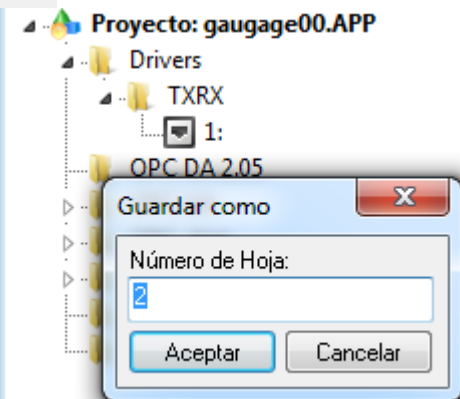 Proyecto: gaugage00.APP
Drivers
TXRX
1:
OPC DA 2.05
Guardar como
Número de Hoja:
2
Aceptar
Cancelar